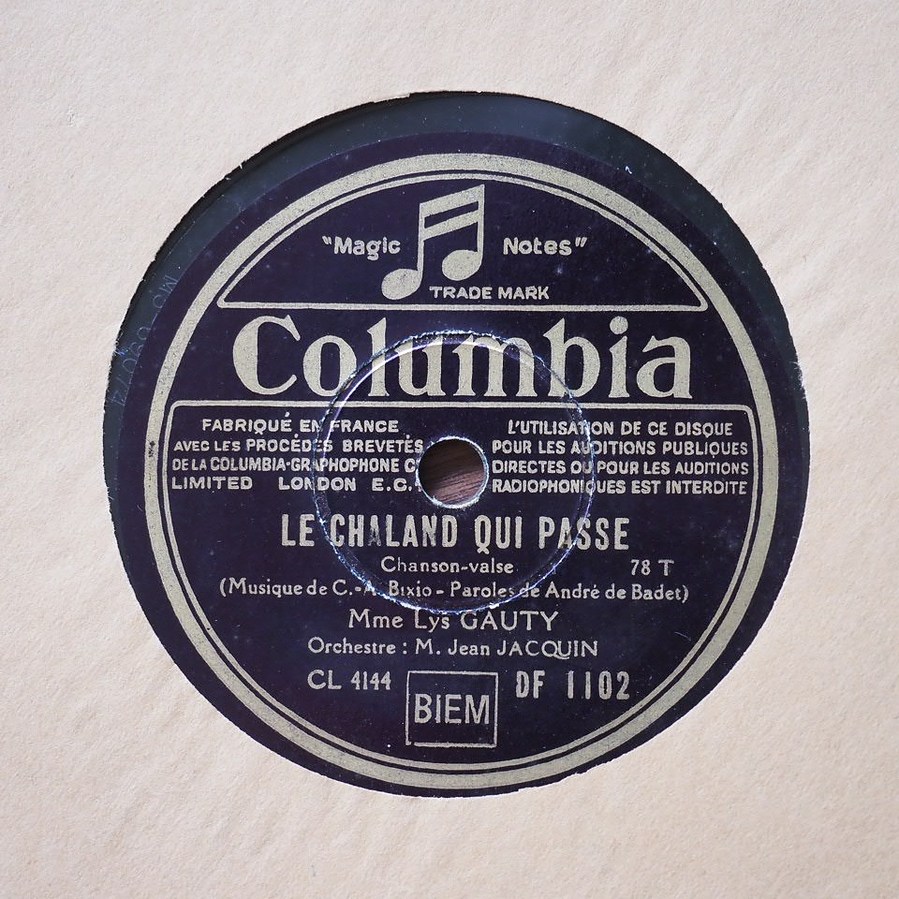 "Magic Notes"
TRADE MARK
Columbia
FABRIQUÉ EN FRANCE
AVEC LES PROCÉDÉS BREVETÉS
DE LA COLUMBIA-GRAPHOPHONE C
LIMITED LONDON E.C.
L'UTILISATION DE CE DISQUE
POUR LES AUDITIONS PUBLIQUES
DIRECTES OU POUR LES AUDITIONS
RADIOPHONIQUES EST INTERDITE
LE CHALAND QUI PASSE
Chanson-valse 78 T
(Musique de C.-A. Bixio - Paroles de André de Badet)
Mme Lys GAUTY
Orchestre : M. Jean JACQUIN
CL 4144 BIEM DF 1102